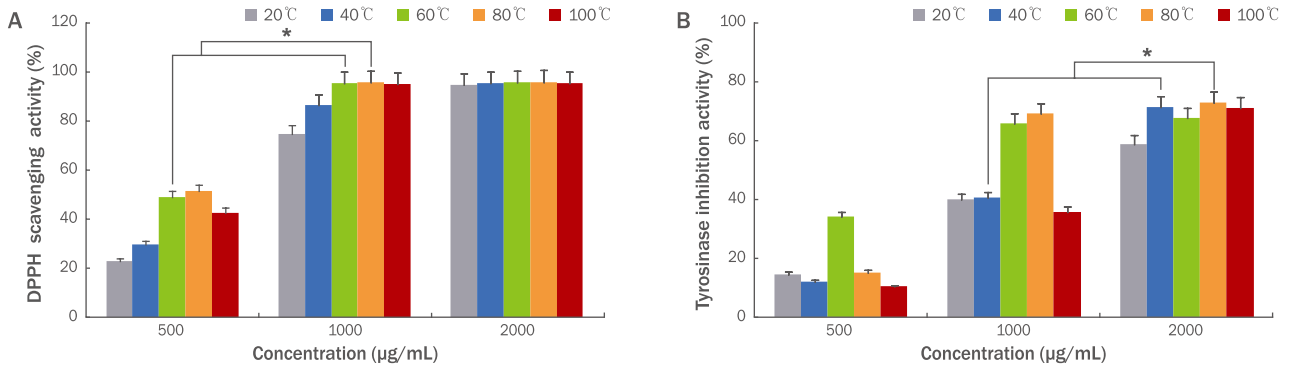 A
20℃ 40℃ 60℃ 80℃ 100℃
*
DPPH scavenging activity (%)
120
100
80
60
40
20
0
500 1000 2000
Concentration (µg/mL)
B
20℃ 40℃ 60℃ 80℃ 100℃
*
Tyrosinase inhibition activity (%)
100
80
60
40
20
0
500 1000 2000
Concentration (µg/mL)